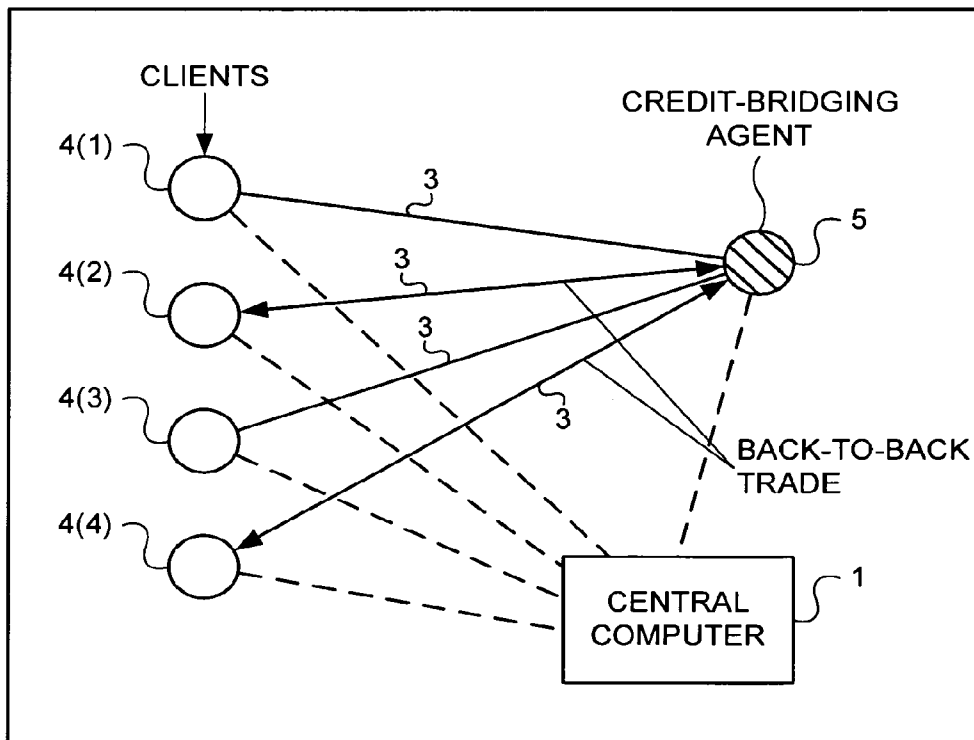 CLIENTS
CREDIT-BRIDGING
AGENT
4(1)
3
5
4(2)
3
3
4(3)
3
BACK-TO-BACK
TRADE
4(4)
CENTRAL
COMPUTER
1